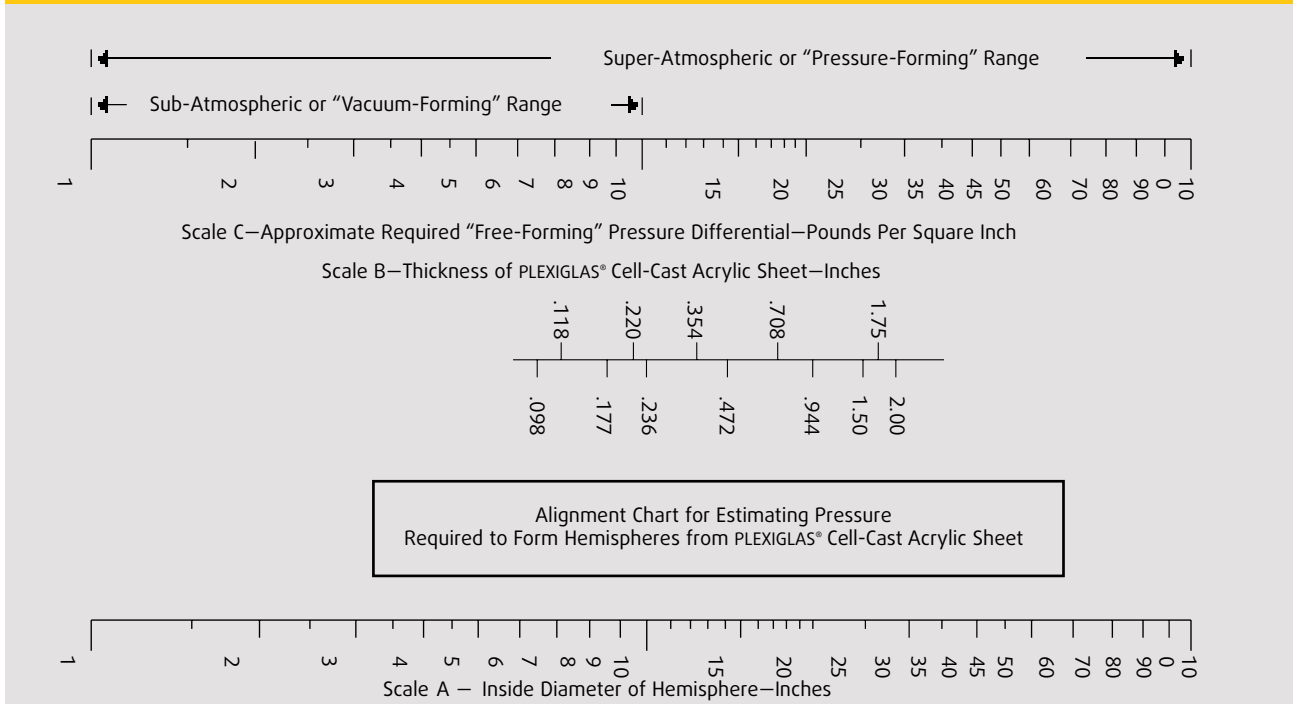 Super-Atmospheric or “Pressure-Forming” Range
Sub-Atmospheric or “Vacuum-Forming” Range
1 2 3 4 5 6 7 8 9 10 15 20 25 30 35 40 45 50 60 70 80 90 0 10
Scale C—Approximate Required “Free-Forming” Pressure Differential—Pounds Per Square Inch
Scale B—Thickness of PLEXIGLAS® Cell-Cast Acrylic Sheet—Inches
.118 .220 .354 .708 1.75
.098 .177 .236 .472 .944 1.50 2.00
Alignment Chart for Estimating Pressure
Required to Form Hemispheres from PLEXIGLAS® Cell-Cast Acrylic Sheet
1 2 3 4 5 6 7 8 9 10 15 20 25 30 35 40 45 50 60 70 80 90 0 10
Scale A — Inside Diameter of Hemisphere—Inches